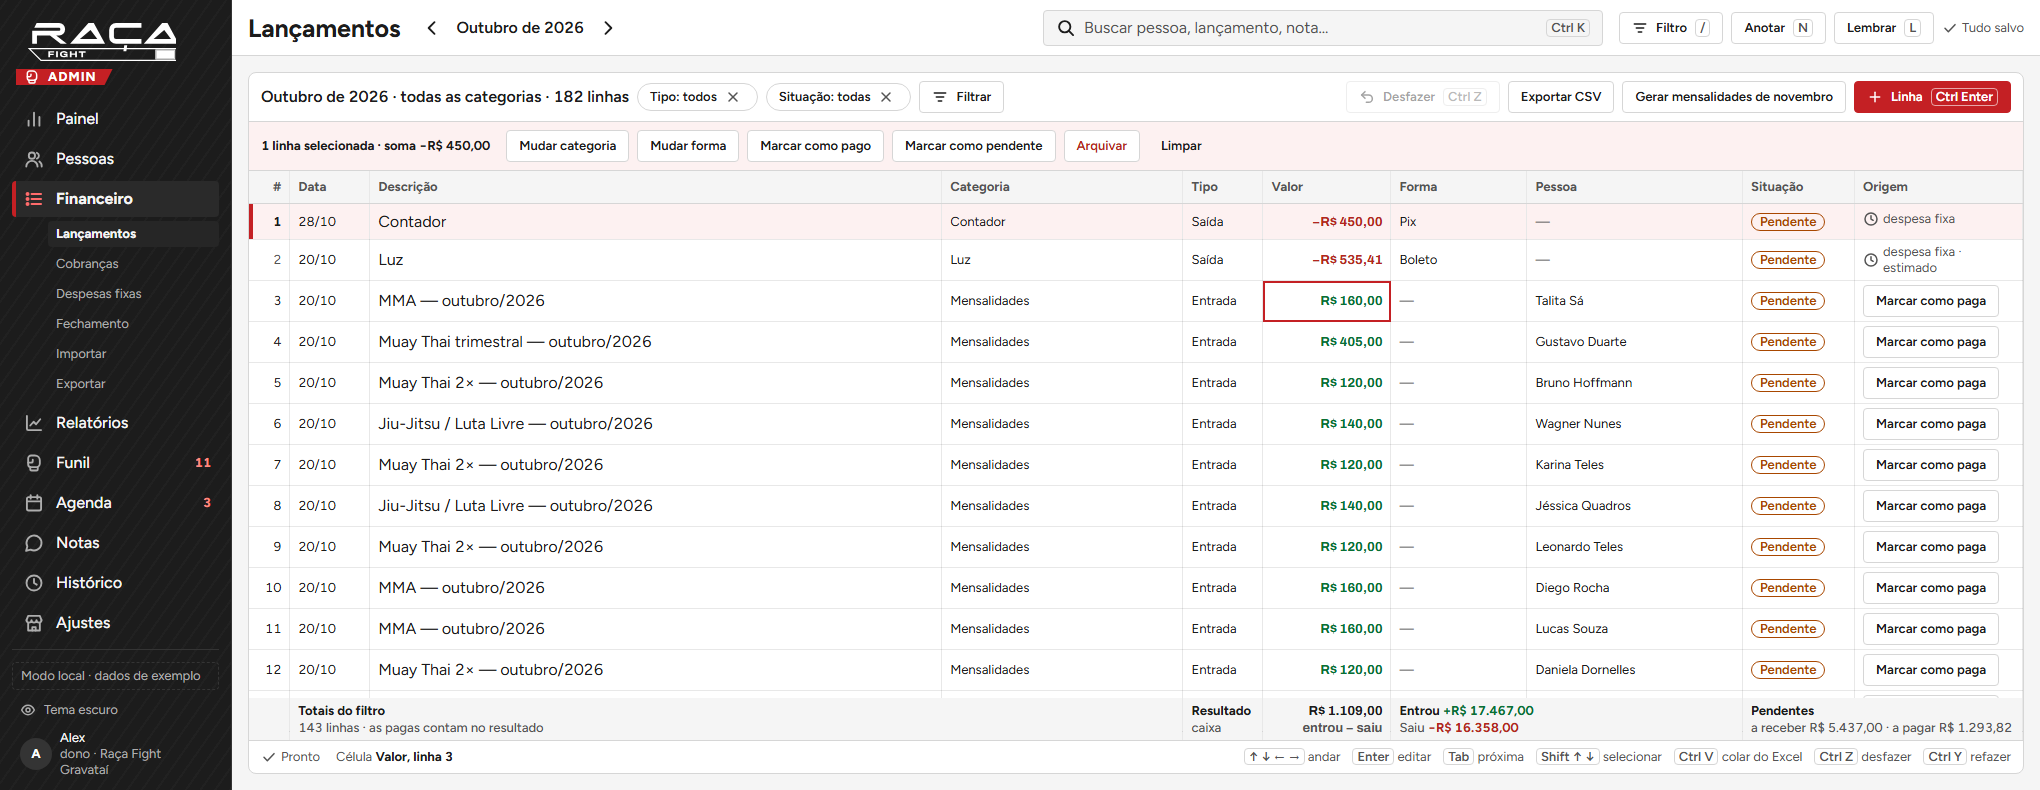 RAÇA
FIGHT
ADMIN
Painel
Pessoas
Financeiro
Lançamentos
Cobranças
Despesas fixas
Fechamento
Importar
Exportar
Relatórios
Funil 11
Agenda 3
Notas
Histórico
Ajustes
Modo local · dados de exemplo
Tema escuro
A
Alex
dono · Raça Fight
Gravataí
Lançamentos Outubro de 2026 Buscar pessoa, lançamento, nota... Ctrl K Filtro / Anotar N Lembrar L Tudo salvo
Outubro de 2026 · todas as categorias · 182 linhas Tipo: todos Situação: todas Filtrar Desfazer Ctrl Z Exportar CSV Gerar mensalidades de novembro + Linha Ctrl Enter
1 linha selecionada · soma −R$ 450,00 Mudar categoria Mudar forma Marcar como pago Marcar como pendente Arquivar Limpar
# Data Descrição Categoria Tipo Valor Forma Pessoa Situação Origem
1 28/10 Contador Contador Saída −R$ 450,00 Pix — Pendente despesa fixa
2 20/10 Luz Luz Saída −R$ 535,41 Boleto — Pendente despesa fixa ·
estimado
3 20/10 MMA — outubro/2026 Mensalidades Entrada R$ 160,00 — Talita Sá Pendente Marcar como paga
4 20/10 Muay Thai trimestral — outubro/2026 Mensalidades Entrada R$ 405,00 — Gustavo Duarte Pendente Marcar como paga
5 20/10 Muay Thai 2× — outubro/2026 Mensalidades Entrada R$ 120,00 — Bruno Hoffmann Pendente Marcar como paga
6 20/10 Jiu-Jitsu / Luta Livre — outubro/2026 Mensalidades Entrada R$ 140,00 — Wagner Nunes Pendente Marcar como paga
7 20/10 Muay Thai 2× — outubro/2026 Mensalidades Entrada R$ 120,00 — Karina Teles Pendente Marcar como paga
8 20/10 Jiu-Jitsu / Luta Livre — outubro/2026 Mensalidades Entrada R$ 140,00 — Jéssica Quadros Pendente Marcar como paga
9 20/10 Muay Thai 2× — outubro/2026 Mensalidades Entrada R$ 120,00 — Leonardo Teles Pendente Marcar como paga
10 20/10 MMA — outubro/2026 Mensalidades Entrada R$ 160,00 — Diego Rocha Pendente Marcar como paga
11 20/10 MMA — outubro/2026 Mensalidades Entrada R$ 160,00 — Lucas Souza Pendente Marcar como paga
12 20/10 Muay Thai 2× — outubro/2026 Mensalidades Entrada R$ 120,00 — Daniela Dornelles Pendente Marcar como paga
Totais do filtro Resultado R$ 1.109,00 Entrou +R$ 17.467,00 Pendentes
143 linhas · as pagas contam no resultado caixa entrou − saiu Saiu −R$ 16.358,00 a receber R$ 5.437,00 · a pagar R$ 1.293,82
Pronto Célula Valor, linha 3 ↑ ↓ ← → andar Enter editar Tab próxima Shift ↑ ↓ selecionar Ctrl V colar do Excel Ctrl Z desfazer Ctrl Y refazer